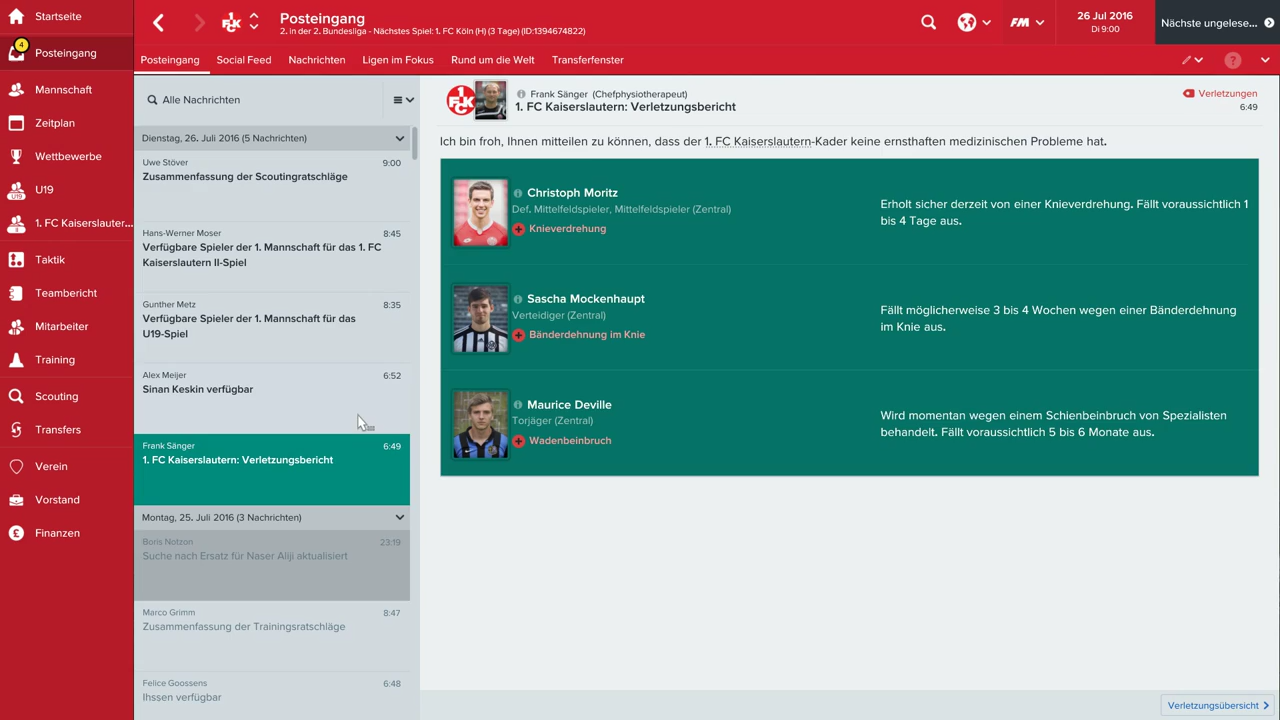 Startseite
4
Posteingang
Mannschaft
Zeitplan
Wettbewerbe
U19
U19
1. FC Kaiserslauter...
Taktik
Teambericht
Mitarbeiter
Training
Scouting
Transfers
Verein
Vorstand
Finanzen
Posteingang
2. in der 2. Bundesliga - Nächstes Spiel: 1. FC Köln (H) (3 Tage) (ID:1394674822)
FM
26 Jul 2016
Di 9:00
Nächste ungelese...
Posteingang
Social Feed
Nachrichten
Ligen im Fokus
Rund um die Welt
Transferfenster
Alle Nachrichten
Dienstag, 26. Juli 2016 (5 Nachrichten)
Uwe Stöver 9:00
Zusammenfassung der Scoutingratschläge
Hans-Werner Moser 8:45
Verfügbare Spieler der 1. Mannschaft für das 1. FC
Kaiserslautern II-Spiel
Gunther Metz 8:35
Verfügbare Spieler der 1. Mannschaft für das
U19-Spiel
Alex Meijer 6:52
Sinan Keskin verfügbar
Frank Sänger 6:49
1. FC Kaiserslautern: Verletzungsbericht
Montag, 25. Juli 2016 (3 Nachrichten)
Boris Notzon 23:19
Suche nach Ersatz für Naser Aliji aktualisiert
Marco Grimm 8:47
Zusammenfassung der Trainingsratschläge
Felice Goossens 6:48
Ihssen verfügbar
Frank Sänger (Chefphysiotherapeut)
1. FC Kaiserslautern: Verletzungsbericht
Verletzungen
6:49
Ich bin froh, Ihnen mitteilen zu können, dass der 1. FC Kaiserslautern-Kader keine ernsthaften medizinischen Probleme hat.
Christoph Moritz
Def. Mittelfeldspieler, Mittelfeldspieler (Zentral)
Knieverdrehung
Erholt sicher derzeit von einer Knieverdrehung. Fällt voraussichtlich 1
bis 4 Tage aus.
Sascha Mockenhaupt
Verteidiger (Zentral)
Bänderdehnung im Knie
Fällt möglicherweise 3 bis 4 Wochen wegen einer Bänderdehnung
im Knie aus.
Maurice Deville
Torjäger (Zentral)
Wadenbeinbruch
Wird momentan wegen einem Schienbeinbruch von Spezialisten
behandelt. Fällt voraussichtlich 5 bis 6 Monate aus.
Verletzungsübersicht